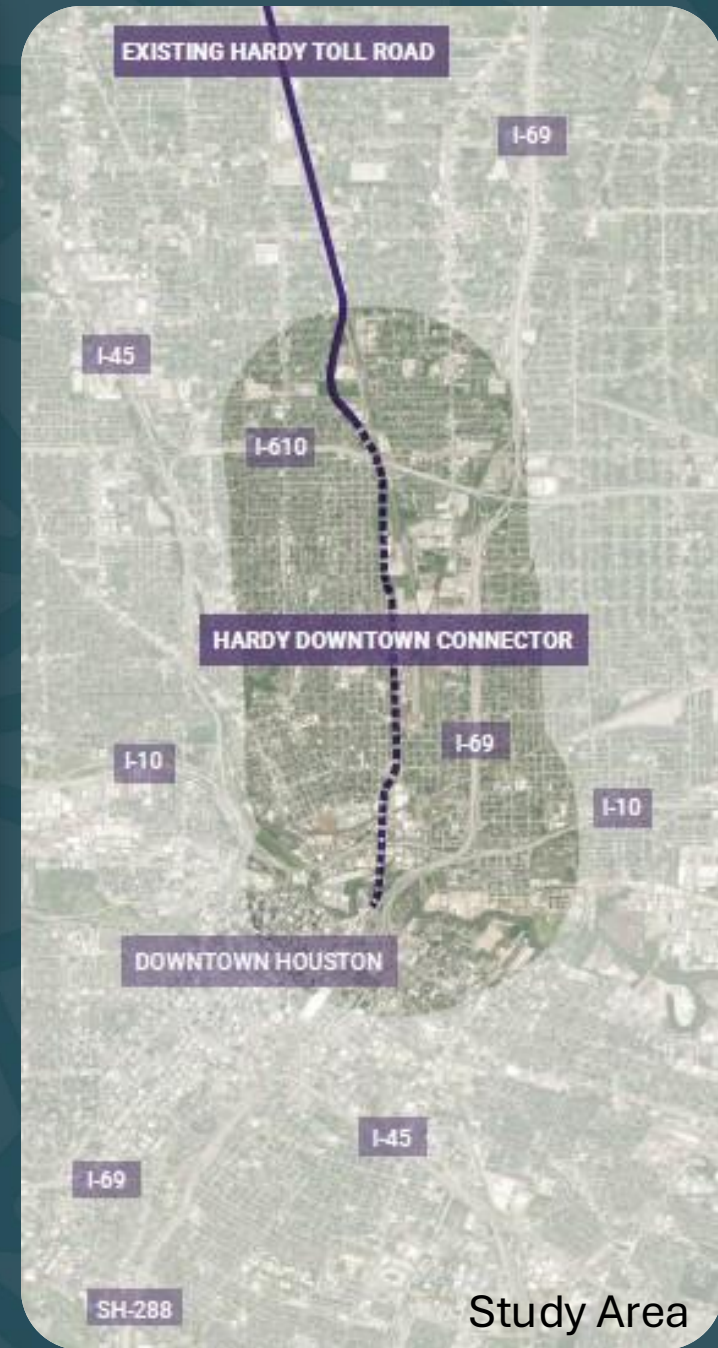 EXISTING HARDY TOLL ROAD
I-69
I-45
I-610
HARDY DOWNTOWN CONNECTOR
I-69
I-10
I-10
DOWNTOWN HOUSTON
I-45
I-69
SH-288
Study Area